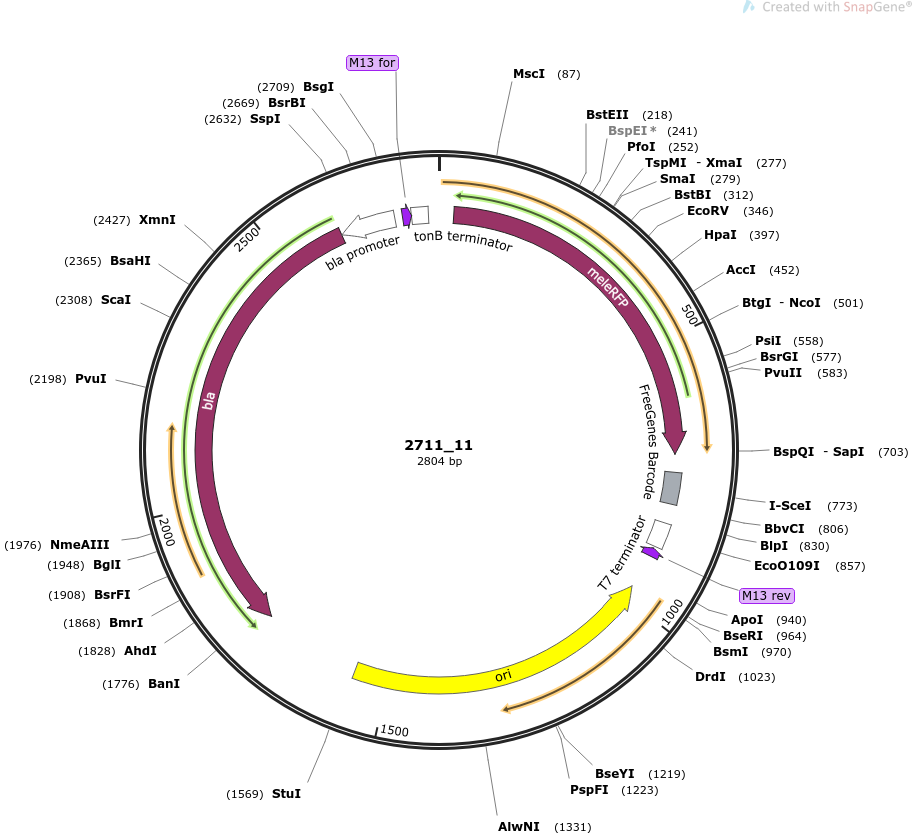 Created with SnapGene®
M13 for
(2709) BsgI
(2669) BsrBI
(2632) SspI
(2427) XmnI
(2365) BsaHI
(2308) ScaI
(2198) PvuI
(1976) NmeAIII
(1948) BglI
(1908) BsrFI
(1868) BmrI
(1828) AhdI
(1776) BanI
(1569) StuI
MscI (87)
BstEII (218)
BspEI * (241)
PfoI (252)
TspMI - XmaI (277)
SmaI (279)
BstBI (312)
EcoRV (346)
HpaI (397)
AccI (452)
BtgI - NcoI (501)
PsiI (558)
BsrGI (577)
PvuII (583)
BspQI - SapI (703)
I-SceI (773)
BbvCI (806)
BlpI (830)
EcoO109I (857)
M13 rev
ApoI (940)
BseRI (964)
BsmI (970)
DrdI (1023)
BseYI (1219)
PspFI (1223)
AlwNI (1331)
500
1000
1500
2000
2500
bla promoter
tonB terminator
meleRFP
FreeGenes Barcode
T7 terminator
ori
bla
2711_11
2804 bp